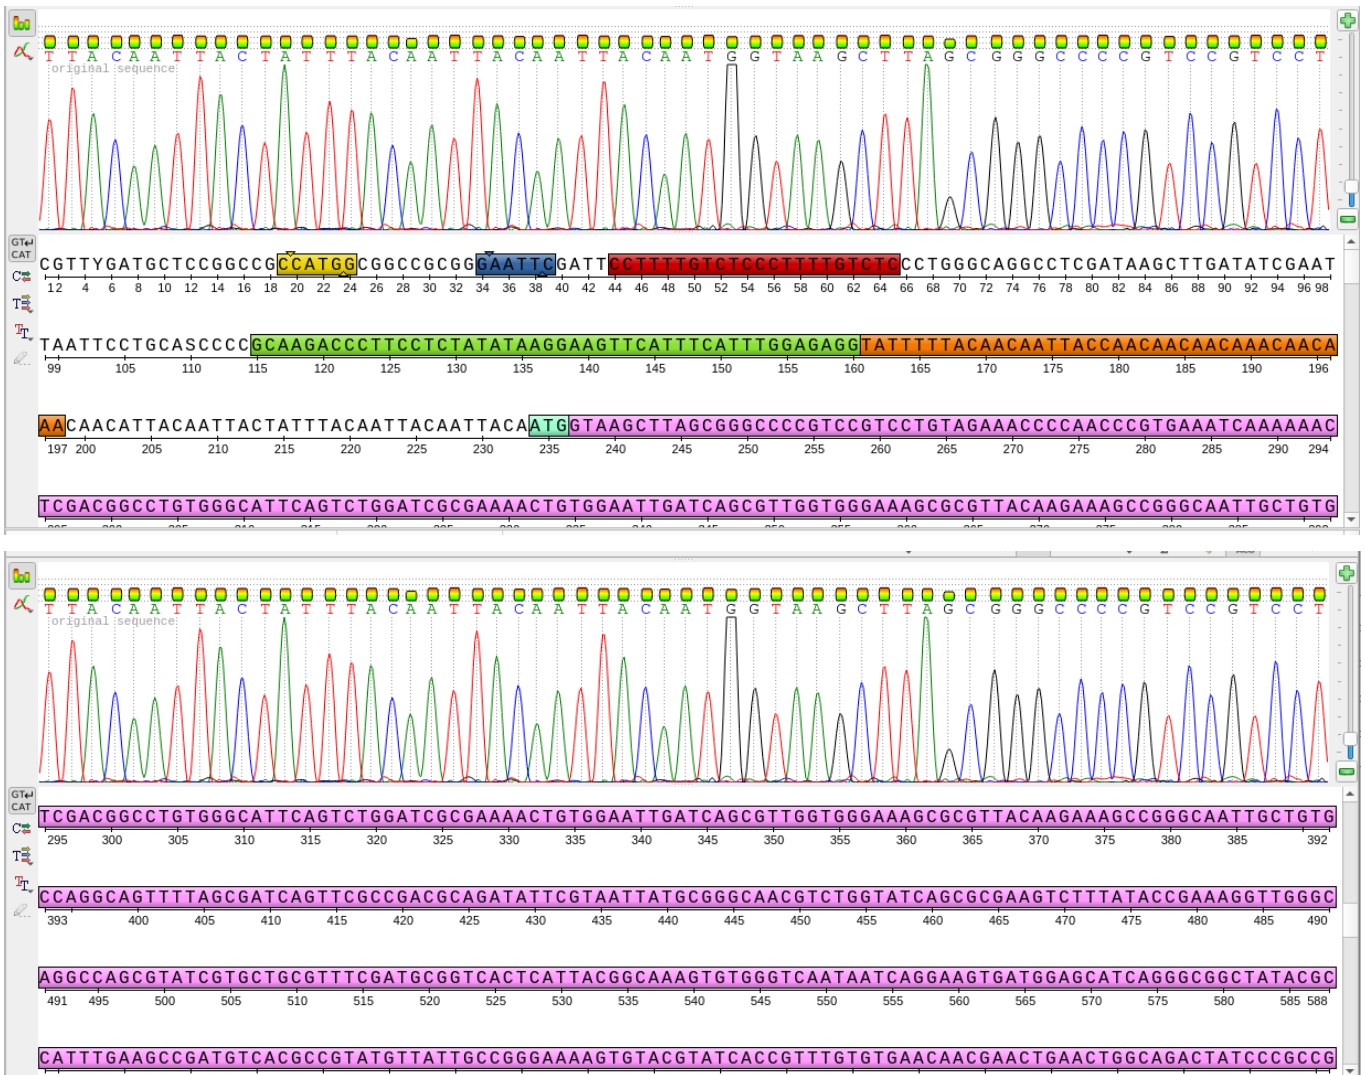 T T A C A A T T A C T A T T T A C A A T T A C A A T T A C A A T G G T A A G C T T A G C G G G C C C C G T C C G T C C T
original sequence
GT↵
CAT
CGTTYGATGCTCCGGCCGCCATGGCGGCCGCGGGAATTCGATTCCTTTTGTCTCCCTTTTGTCTCCCTGGGCAGGCCTCGATAAGCTTGATATCGAAT
12 4 6 8 10 12 14 16 18 20 22 24 26 28 30 32 34 36 38 40 42 44 46 48 50 52 54 56 58 60 62 64 66 68 70 72 74 76 78 80 82 84 86 88 90 92 94 96 98
TAATTCCTGCASCCCCGCAAGACCCTTCCTCTATATAAGGAAGTTCATTTCATTTGGAGAGGTATTTTTACAACAATTACCAACAACAACAAACAACA
99 105 110 115 120 125 130 135 140 145 150 155 160 165 170 175 180 185 190 196
AACAACATTACAATTACTATTTACAATTACAATTACAATGGTAAGCTTAGCGGGCCCCGTCCGTCCTGTAGAAACCCCAACCCGTGAAATCAAAAAAC
197 200 205 210 215 220 225 230 235 240 245 250 255 260 265 270 275 280 285 290 294
TCGACGGCCTGTGGGCATTCAGTCTGGATCGCGAAAACTGTGGAATTGATCAGCGTTGGTGGGAAAGCGCGTTACAAGAAAGCCGGGCAATTGCTGTG
T T A C A A T T A C T A T T T A C A A T T A C A A T T A C A A T G G T A A G C T T A G C G G G C C C C G T C C G T C C T
original sequence
GT↵
CAT
TCGACGGCCTGTGGGCATTCAGTCTGGATCGCGAAAACTGTGGAATTGATCAGCGTTGGTGGGAAAGCGCGTTACAAGAAAGCCGGGCAATTGCTGTG
295 300 305 310 315 320 325 330 335 340 345 350 355 360 365 370 375 380 385 392
CCAGGCAGTTTTAGCGATCAGTTCGCCGACGCAGATATTCGTAATTATGCGGGCAACGTCTGGTATCAGCGCGAAGTCTTTATACCGAAAGGTTGGGC
393 400 405 410 415 420 425 430 435 440 445 450 455 460 465 470 475 480 485 490
AGGCCAGCGTATCGTGCTGCGTTTCGATGCGGTCACTCATTACGGCAAAGTGTGGGTCAATAATCAGGAAGTGATGGAGCATCAGGGCGGCTATACGC
491 495 500 505 510 515 520 525 530 535 540 545 550 555 560 565 570 575 580 585 588
CATTTGAAGCCGATGTCACGCCGTATGTTATTGCCGGGAAAAGTGTACGTATCACCGTTTGTGTGAACAACGAACTGAACTGGCAGACTATCCCGCCG